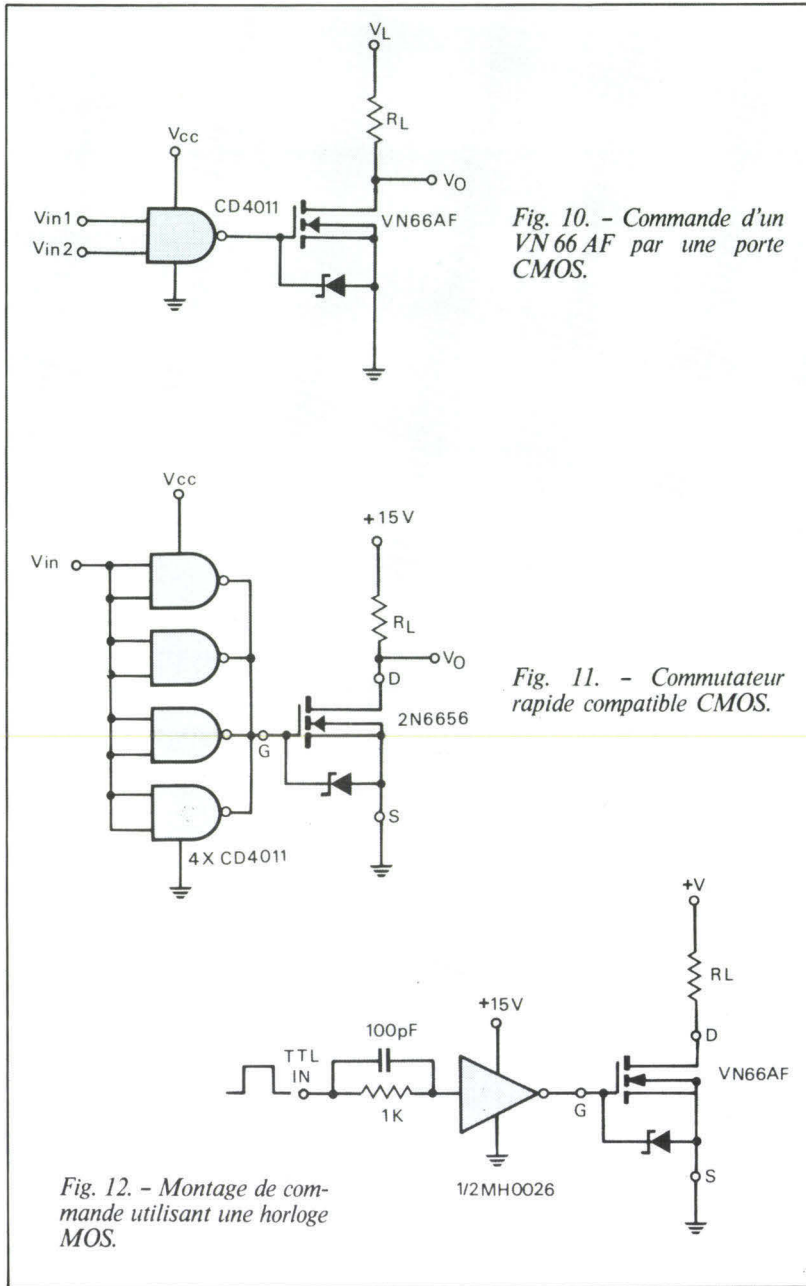 VL
RL
Vcc
CD4011
VO
Vin1
VN66AF
Vin2
Fig. 10. – Commande d'un
VN 66 AF par une porte
CMOS.
Vcc
+15V
Vin
RL
VO
D
2N6656
Fig. 11. – Commutateur
rapide compatible CMOS.
G
S
4X CD4011
+V
RL
+15V
100pF
D
TTL
IN
VN66AF
1K
G
1/2MH0026
S
Fig. 12. – Montage de com-
mande utilisant une horloge
MOS.